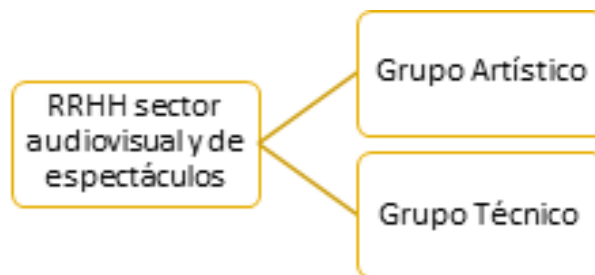 RRHH sector
audiovisual y de
espectáculos
Grupo Artístico
Grupo Técnico